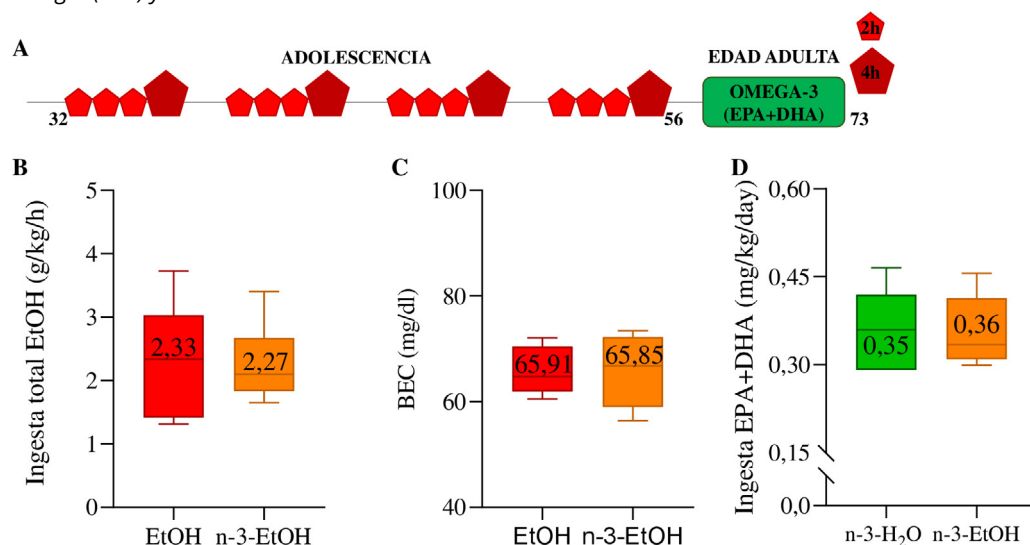 A
ADOLESCENCIA
EDAD ADULTA
2h
4h
OMEGA-3
(EPA+DHA)
32
56
73
B
Ingesta total EtOH (g/kg/h)
5
4
3
2
1
0
2,33
2,27
EtOH n-3-EtOH
C
BEC (mg/dl)
100
80
60
40
65,91
65,85
EtOH n-3-EtOH
D
Ingesta EPA+DHA (mg/kg/day)
0,60
0,45
0,30
0,15
0,0
0,35
0,36
n-3-H₂O n-3-EtOH